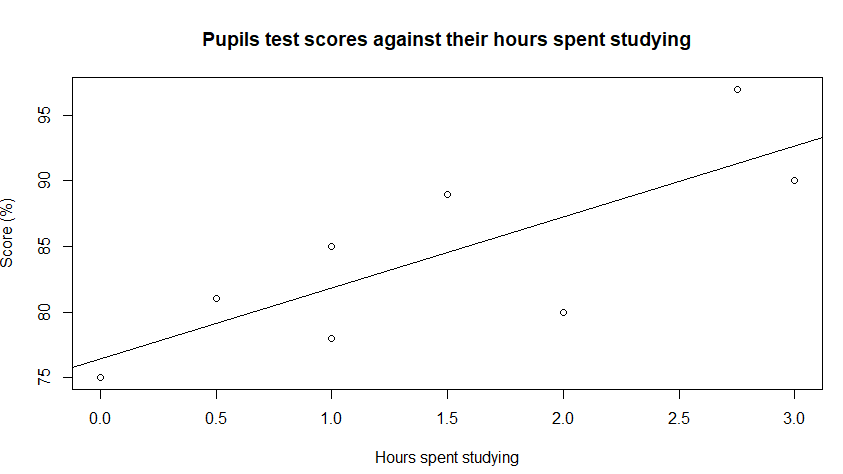 Pupils test scores against their hours spent studying
Score (%)
95
90
85
80
75
0.0 0.5 1.0 1.5 2.0 2.5 3.0
Hours spent studying